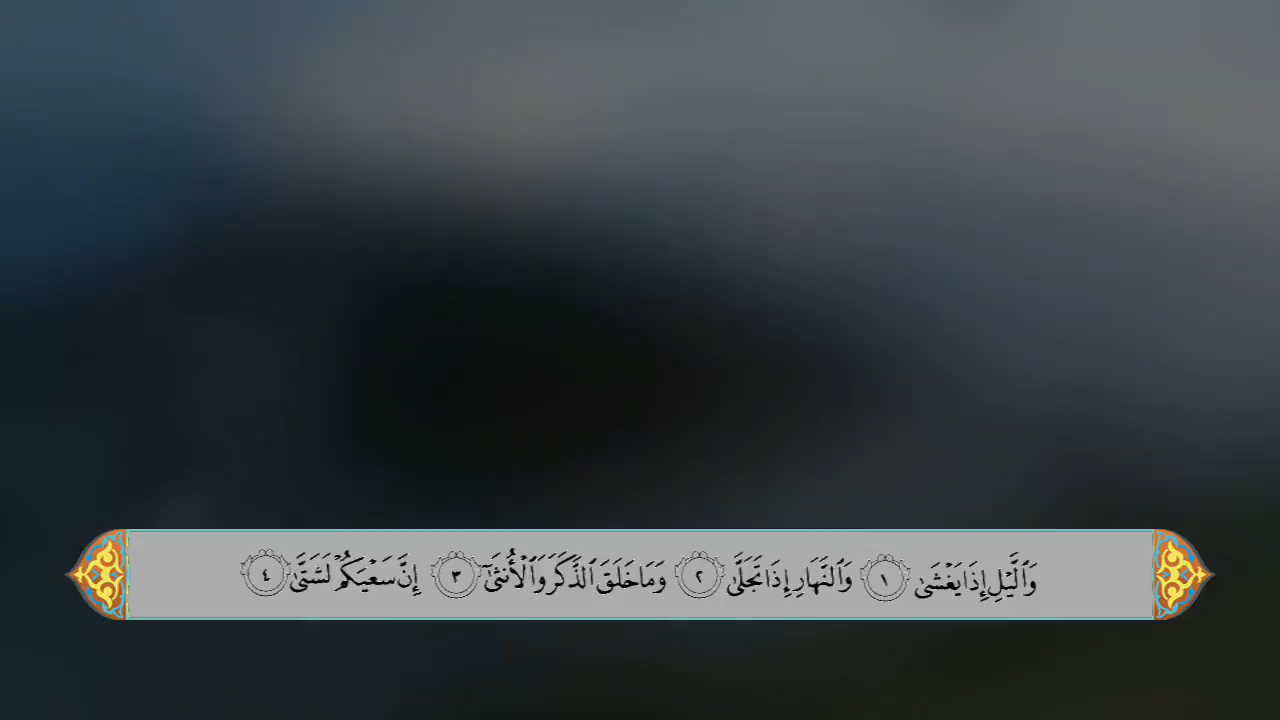 وَٱلَّيْلِ إِذَا يَغْشَىٰ ١ وَٱلنَّهَارِ إِذَا تَجَلَّىٰ ٢ وَمَا خَلَقَ ٱلذَّكَرَ وَٱلْأُنثَىٰٓ ٣ إِنَّ سَعْيَكُمْ لَشَتَّىٰ ٤